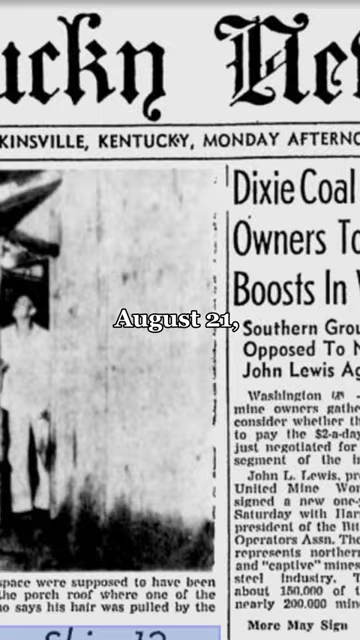 ucky Ne
KINSVILLE, KENTUCKY, MONDAY AFTERNO
Dixie Coal
Owners To
Boosts In
August 21,
Southern Grou
Opposed To
John Lewis Ag
Washington
mine owners gathe
consider whether th
to pay the $2-a-day
just negotiated for
segment of the
John L. Lewis, pr
United Mine Wor
signed a new one-y
Saturday with Har
president of the Bit
Operators Assn. The
represents northern
and "captive" mines
steel industry. T
about 150,000 of t
nearly 200,000 mine
More May Sign
space were supposed to have been
the porch roof where one of the
ho says his hair was pulled by the